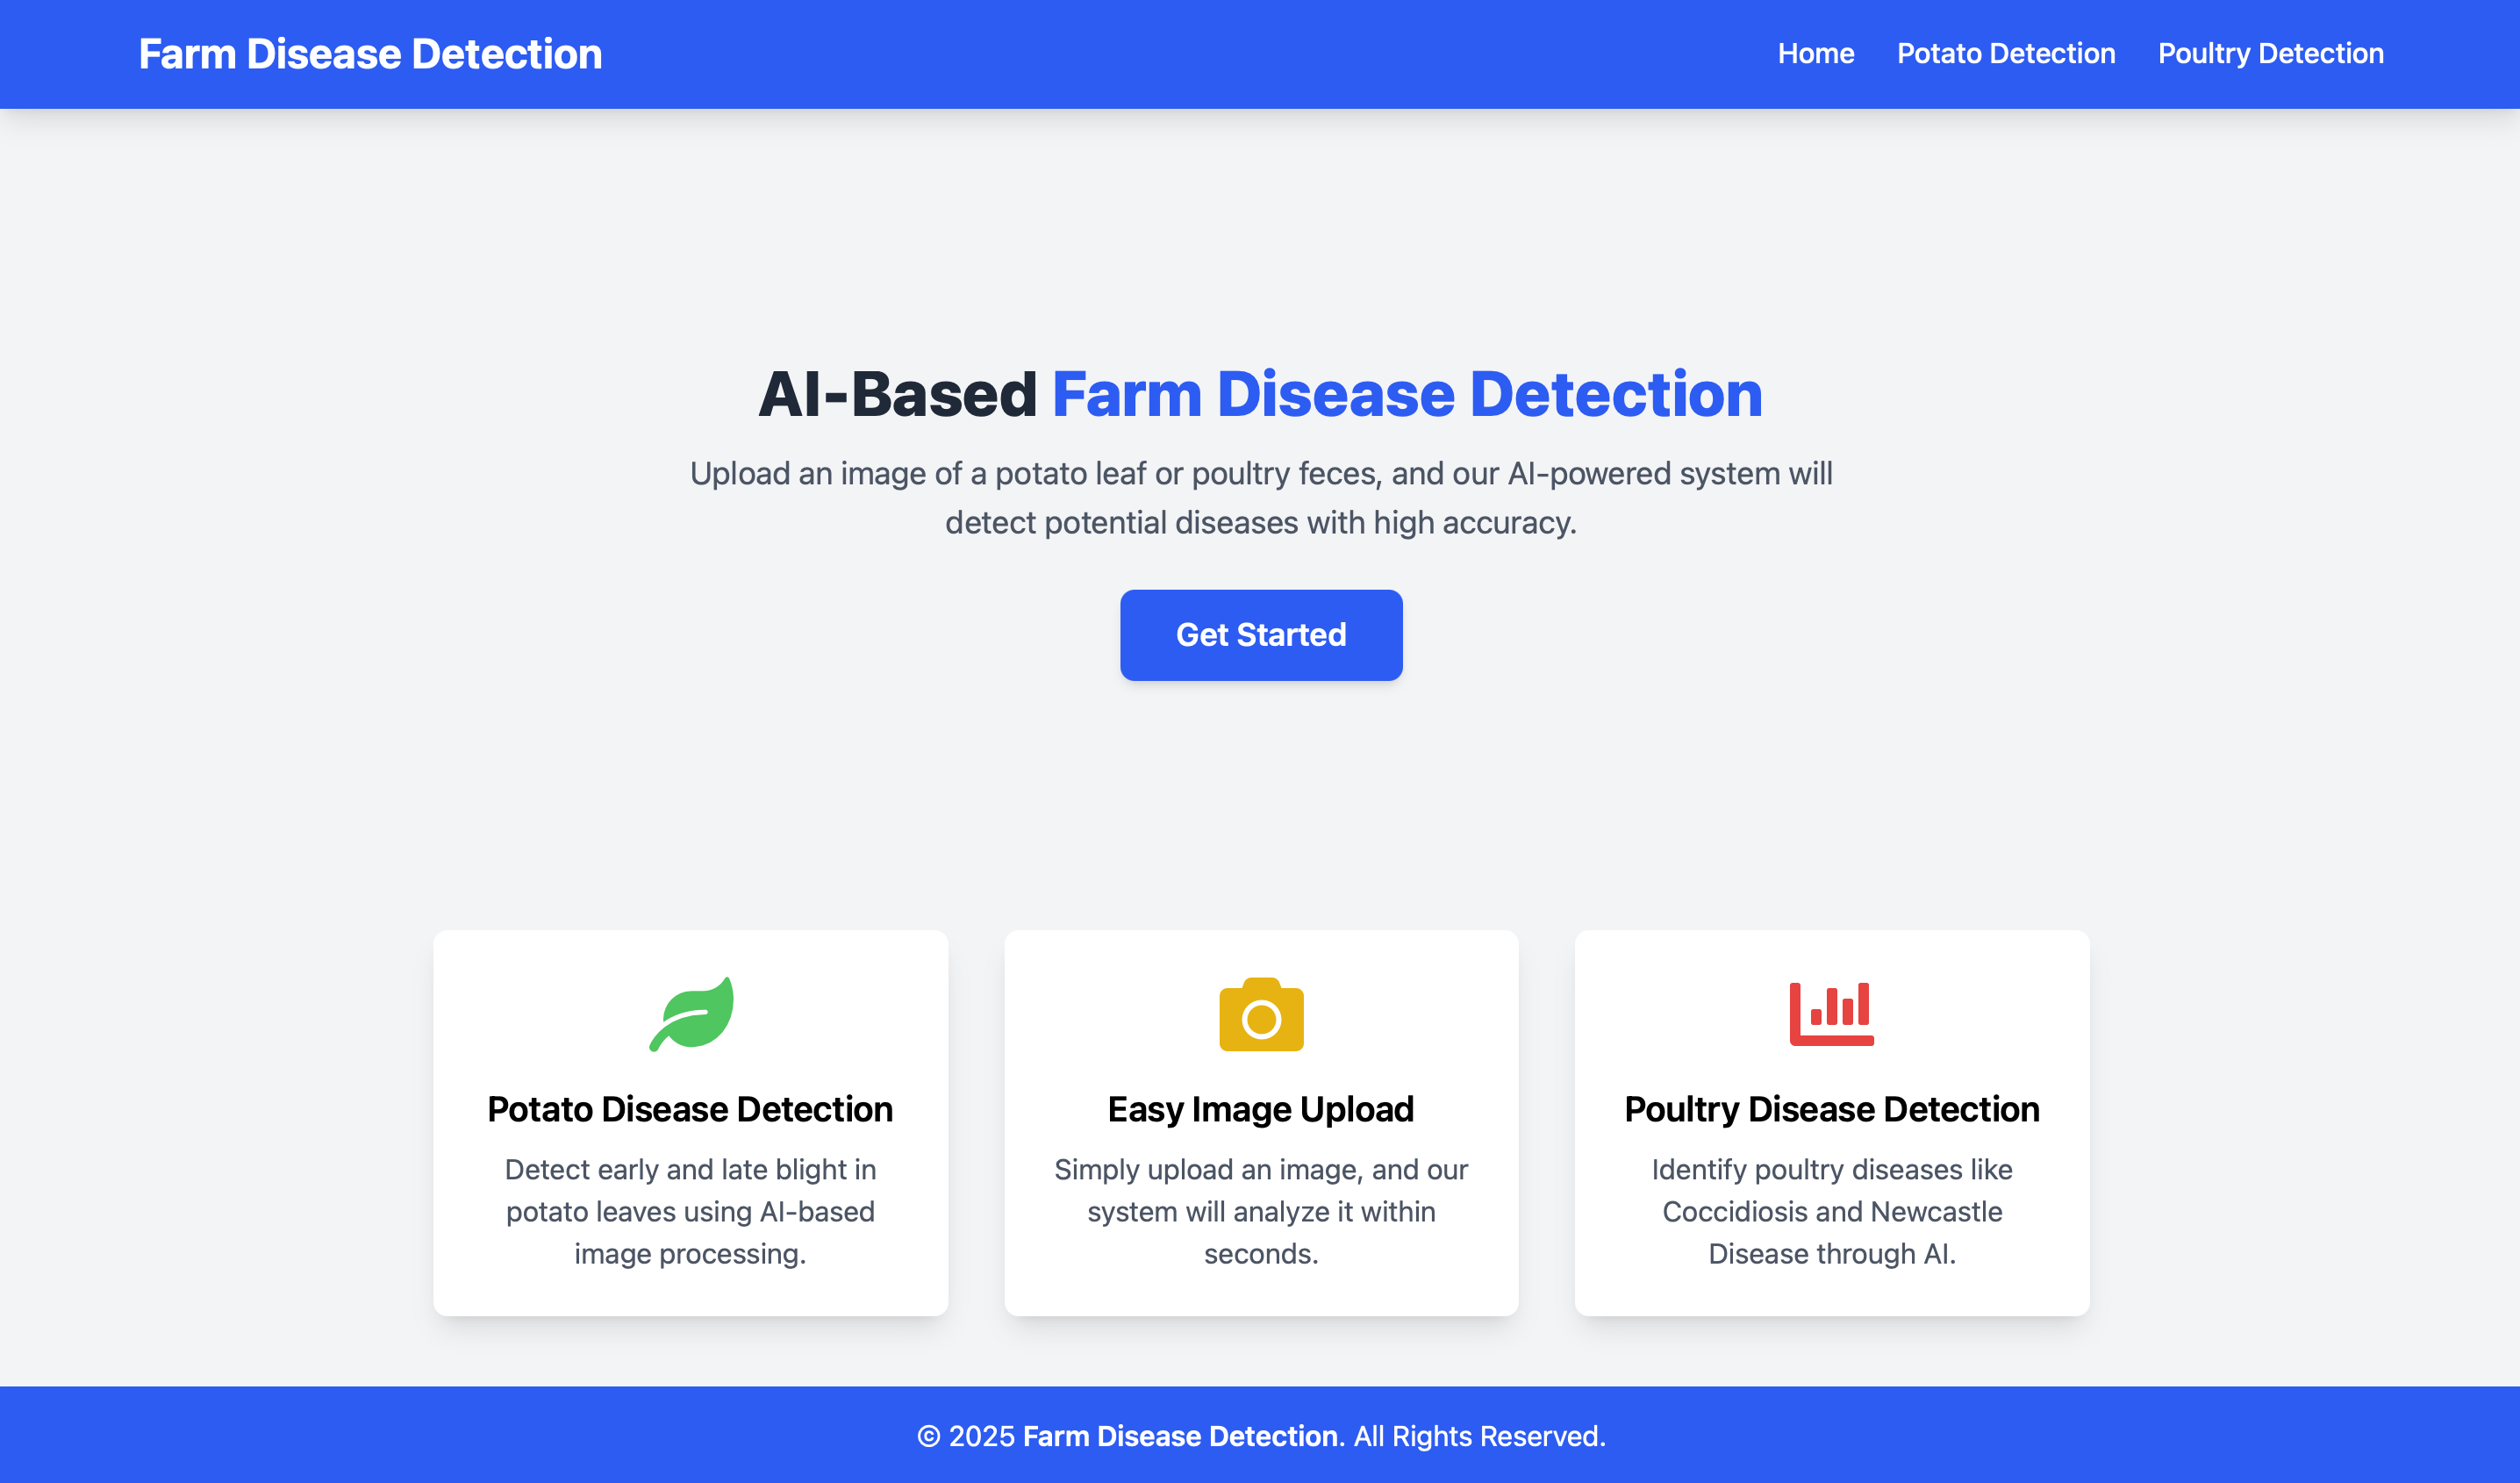 Farm Disease Detection
Home
Potato Detection
Poultry Detection
AI-Based Farm Disease Detection
Upload an image of a potato leaf or poultry feces, and our AI-powered system will
detect potential diseases with high accuracy.
Get Started
Potato Disease Detection
Detect early and late blight in
potato leaves using AI-based
image processing.
Easy Image Upload
Simply upload an image, and our
system will analyze it within
seconds.
Poultry Disease Detection
Identify poultry diseases like
Coccidiosis and Newcastle
Disease through AI.
© 2025 Farm Disease Detection. All Rights Reserved.